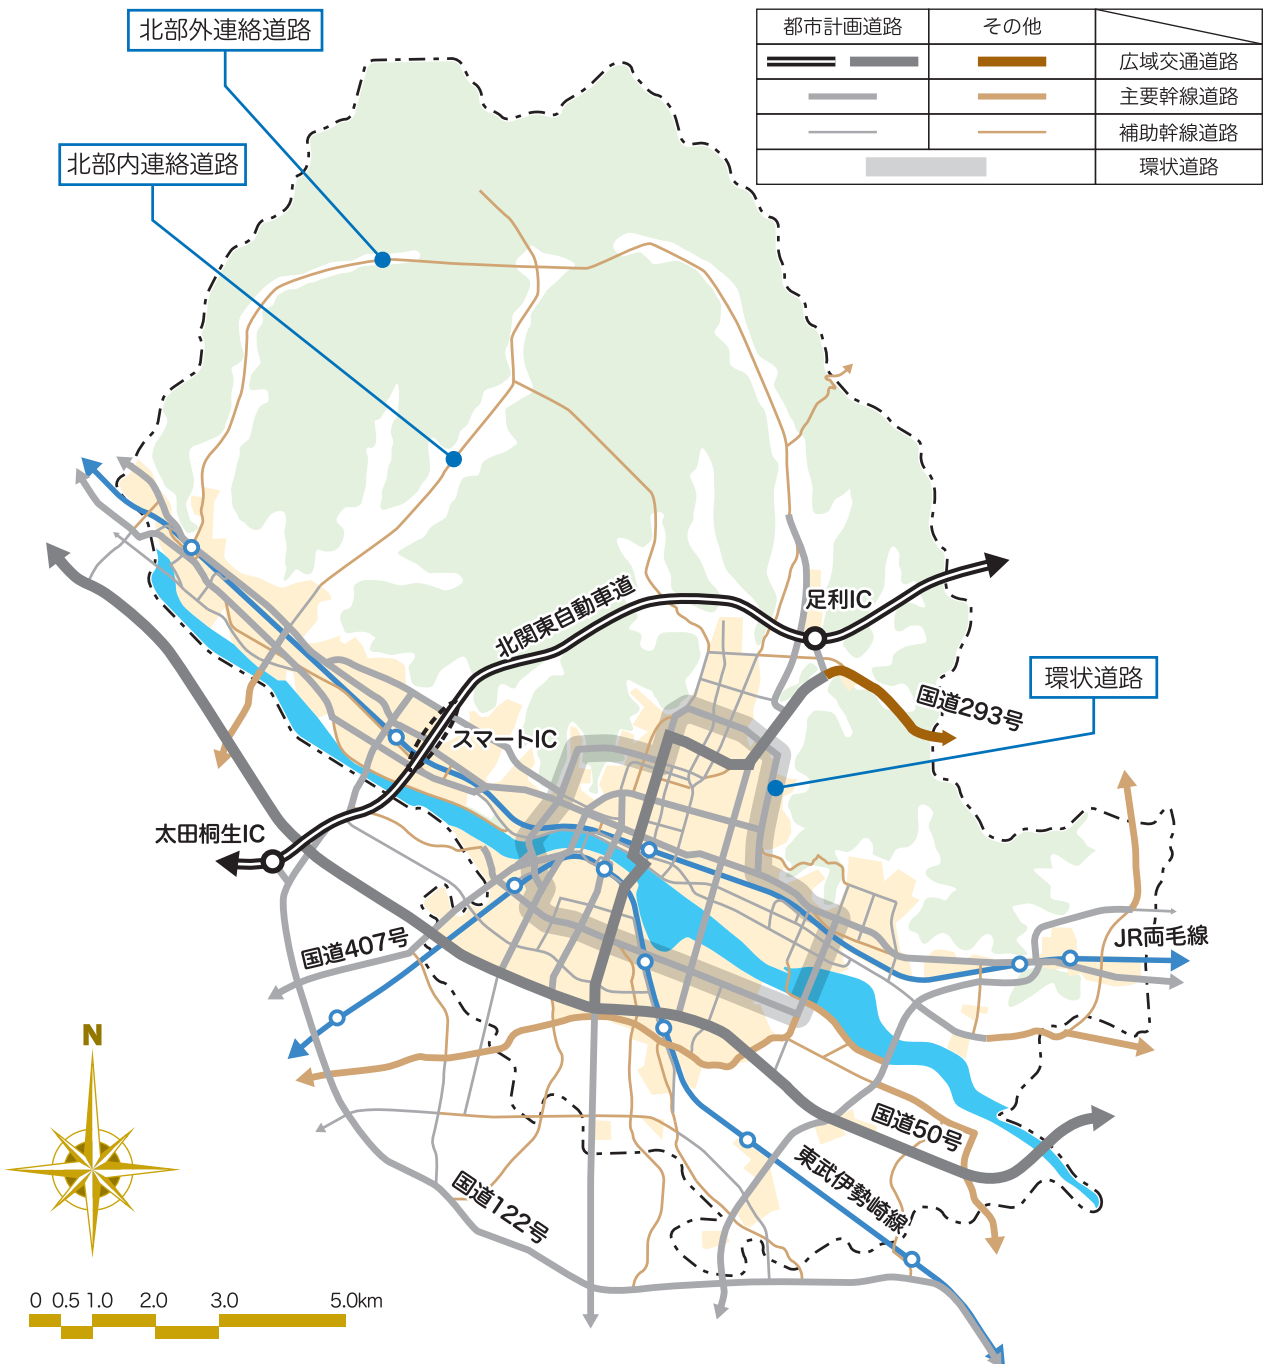 北部外連絡道路
都市計画道路 その他
広域交通道路
主要幹線道路
補助幹線道路
環状道路
北部内連絡道路
北関東自動車道
足利IC
環状道路
国道293号
スマートIC
太田桐生IC
国道407号
JR両毛線
国道50号
東武伊勢崎線
国道122号
N
0 0.5 1.0 2.0 3.0 5.0km